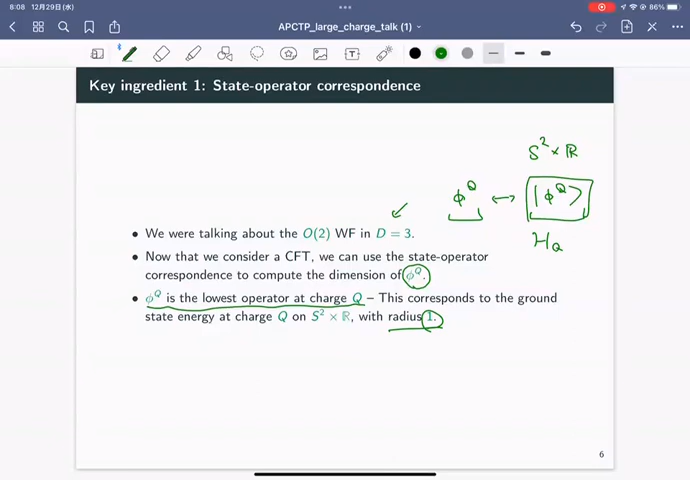 8:08 12月29日(水)
86%
APCTP_large_charge_talk (1)
Key ingredient 1: State-operator correspondence
S² × ℝ
ϕ^Q ↔ |ϕ^Q⟩
H_Q
• We were talking about the O(2) WF in D = 3.
• Now that we consider a CFT, we can use the state-operator
correspondence to compute the dimension of ϕ^Q.
• ϕ^Q is the lowest operator at charge Q – This corresponds to the ground
state energy at charge Q on S² × ℝ, with radius 1.
6